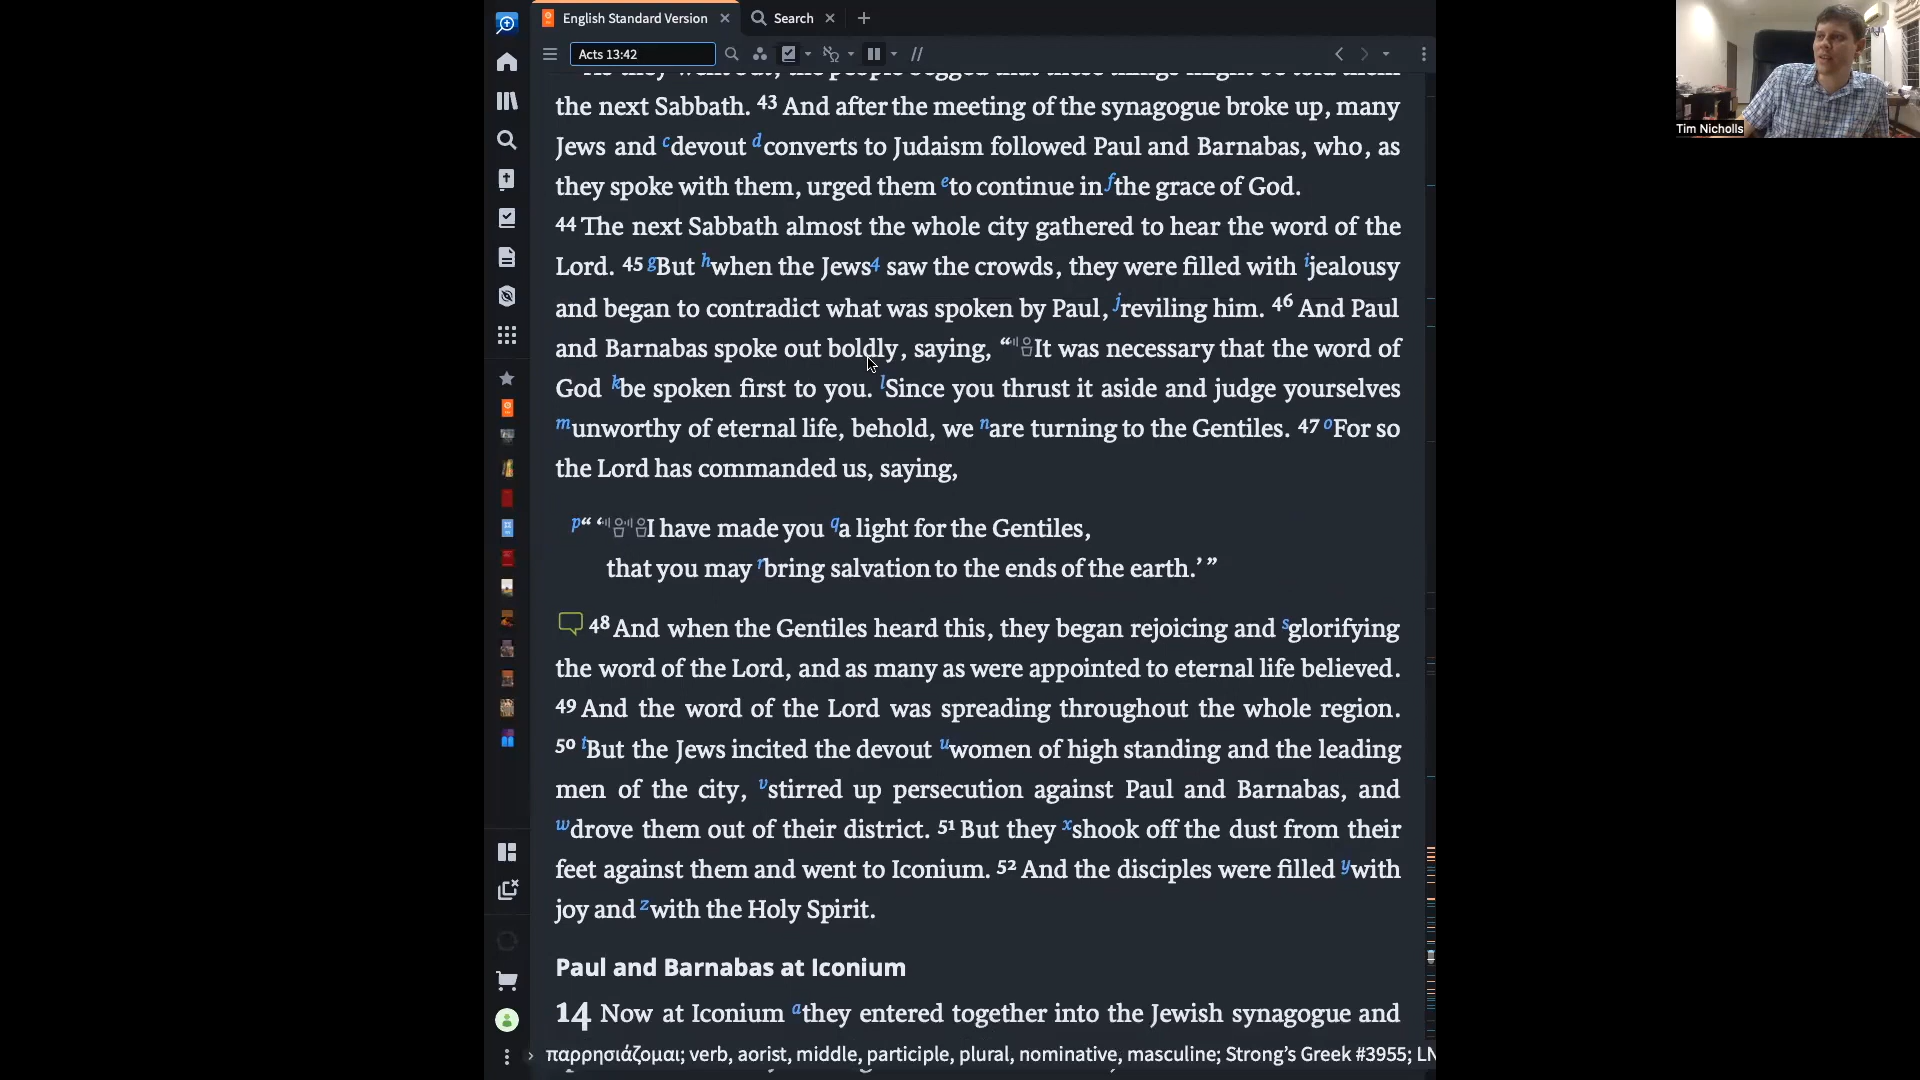 English Standard Version
Search
Acts 13:42
Tim Nicholls
As they went out, the people begged that these things might be told them
the next Sabbath. 43 And after the meeting of the synagogue broke up, many
Jews and c devout d converts to Judaism followed Paul and Barnabas, who, as
they spoke with them, urged them e to continue in f the grace of God.
44 The next Sabbath almost the whole city gathered to hear the word of the
Lord. 45 g But h when the Jews4 saw the crowds, they were filled with i jealousy
and began to contradict what was spoken by Paul, j reviling him. 46 And Paul
and Barnabas spoke out boldly, saying, “It was necessary that the word of
God k be spoken first to you. l Since you thrust it aside and judge yourselves
m unworthy of eternal life, behold, we n are turning to the Gentiles. 47 o For so
the Lord has commanded us, saying,
p “ ‘I have made you q a light for the Gentiles,
that you may r bring salvation to the ends of the earth.’ ”
48 And when the Gentiles heard this, they began rejoicing and s glorifying
the word of the Lord, and as many as were appointed to eternal life believed.
49 And the word of the Lord was spreading throughout the whole region.
50 t But the Jews incited the devout u women of high standing and the leading
men of the city, v stirred up persecution against Paul and Barnabas, and
w drove them out of their district. 51 But they x shook off the dust from their
feet against them and went to Iconium. 52 And the disciples were filled y with
joy and z with the Holy Spirit.
Paul and Barnabas at Iconium
14 Now at Iconium a they entered together into the Jewish synagogue and
παρρησιάζομαι; verb, aorist, middle, participle, plural, nominative, masculine; Strong’s Greek #3955; LN